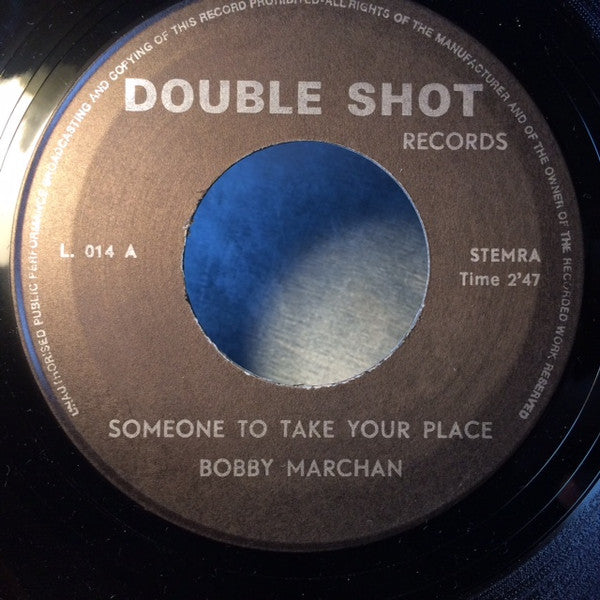 UNAUTHORISED PUBLIC PERFORMANCE BROADCASTING AND COPYING OF THIS RECORD PROHIBITED-ALL RIGHTS OF THE MANUFACTURER AND OF THE OWNER OF THE RECORDED WORK RESERVED
DOUBLE SHOT
RECORDS
L. 014 A
STEMRA
Time 2'47
SOMEONE TO TAKE YOUR PLACE
BOBBY MARCHAN